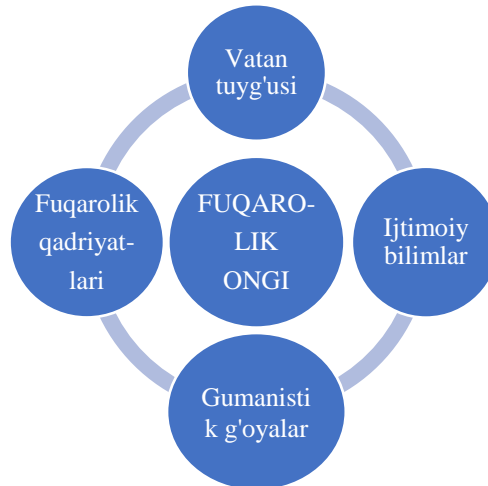 Vatan
tuyg'usi
Fuqarolik
qadriyat-
lari
FUQARO-
LIK
ONGI
Ijtimoiy
bilimlar
Gumanisti
k g'oyalar